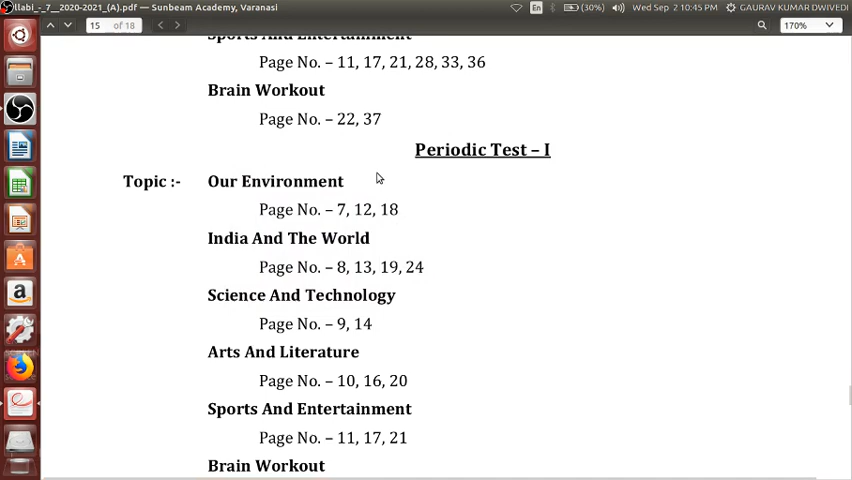 llabi_-_7__2020-2021_(A).pdf — Sunbeam Academy, Varanasi
En (30%) Wed Sep 2 10:45 PM GAURAV KUMAR DWIVEDI
15 of 18 170%
Sports And Entertainment
Page No. – 11, 17, 21, 28, 33, 36
Brain Workout
Page No. – 22, 37
Periodic Test – I
Topic :- Our Environment
Page No. – 7, 12, 18
India And The World
Page No. – 8, 13, 19, 24
Science And Technology
Page No. – 9, 14
Arts And Literature
Page No. – 10, 16, 20
Sports And Entertainment
Page No. – 11, 17, 21
Brain Workout